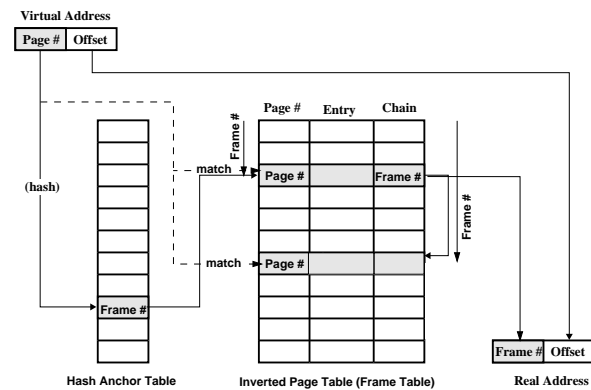 Virtual Address
Page # Offset
Page # Entry Chain
Frame #
match
Page # Frame #
(hash)
Frame #
match
Page #
Frame #
Frame # Offset
Hash Anchor Table
Inverted Page Table (Frame Table)
Real Address